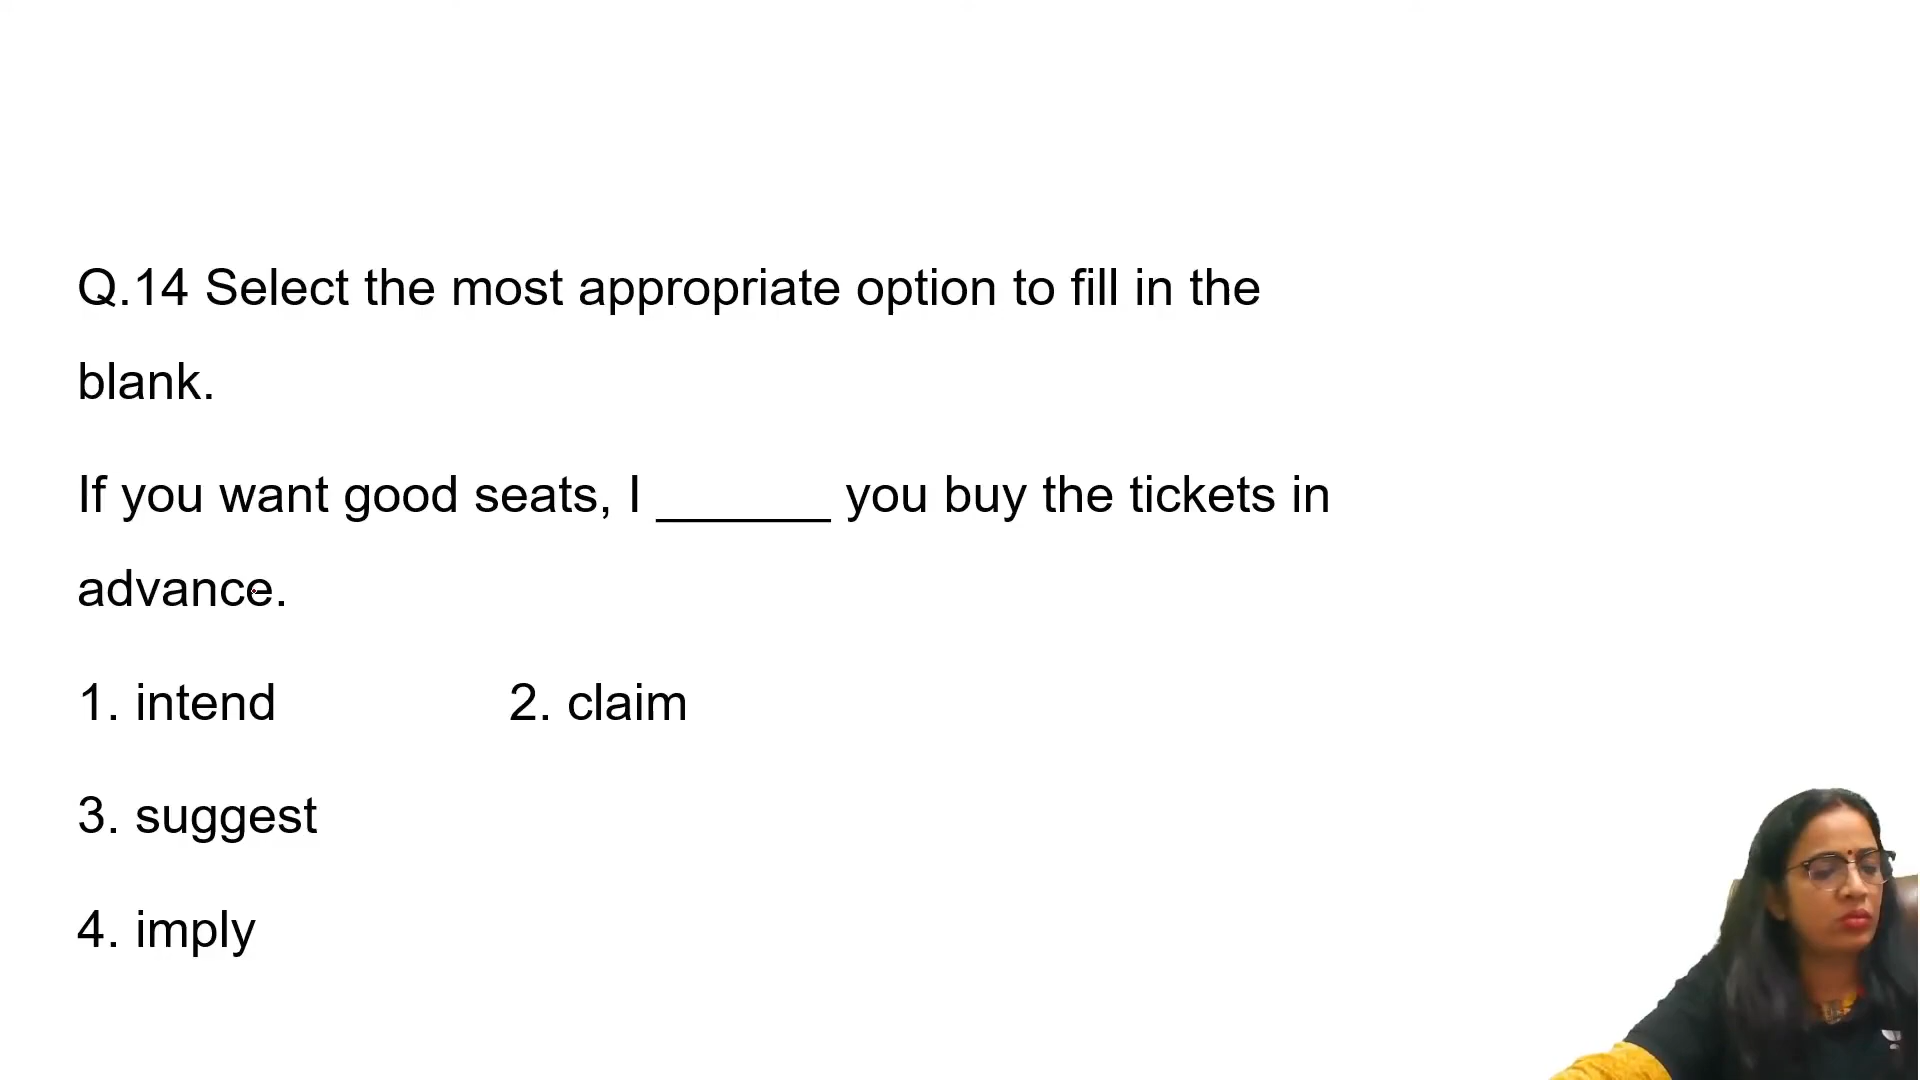 Q.14 Select the most appropriate option to fill in the
blank.
If you want good seats, I ______ you buy the tickets in
advance.
1. intend 2. claim
3. suggest
4. imply